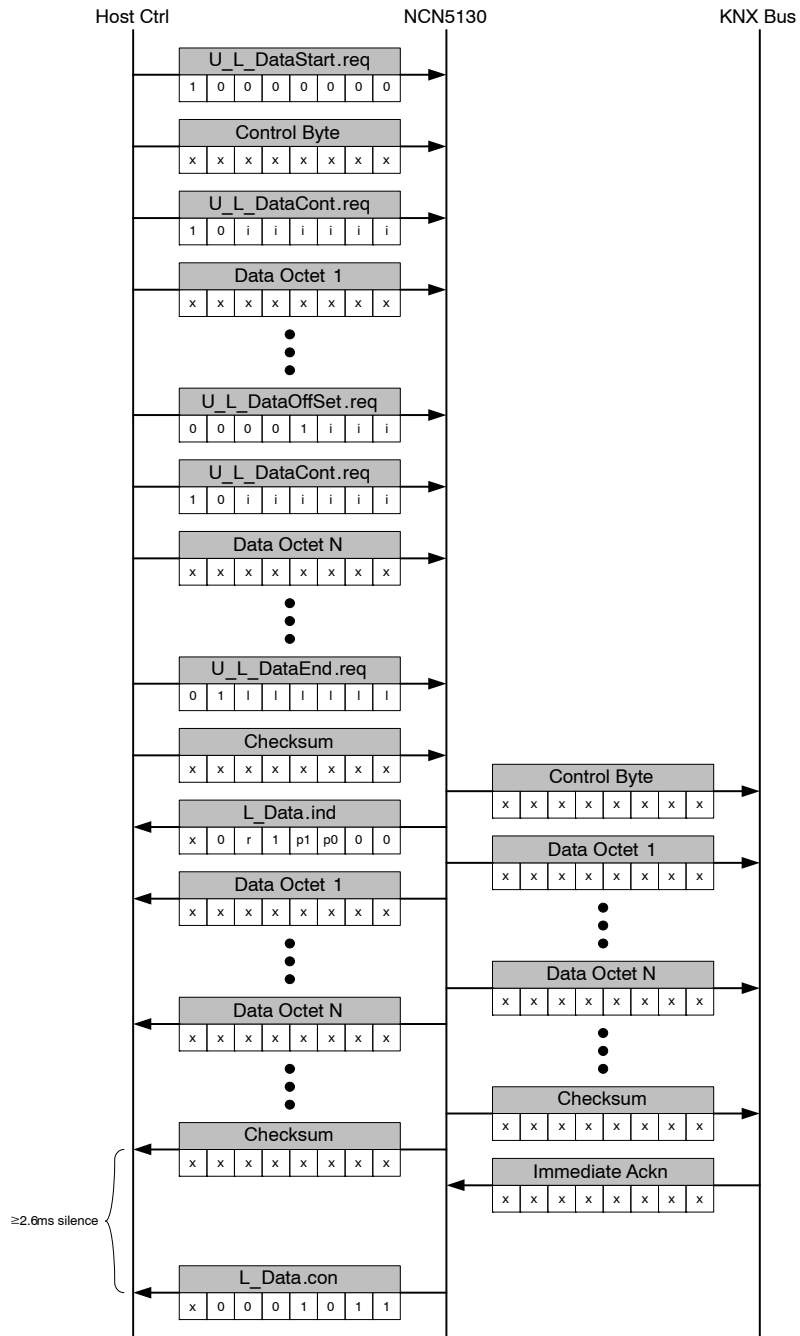 Host Ctrl NCN5130 KNX Bus
U_L_DataStart.req
1 0 0 0 0 0 0 0
Control Byte
x x x x x x x x
U_L_DataCont.req
1 0 i i i i i i
Data Octet 1
x x x x x x x x
U_L_DataOffSet.req
0 0 0 0 1 i i i
U_L_DataCont.req
1 0 i i i i i i
Data Octet N
x x x x x x x x
U_L_DataEnd.req
0 1 l l l l l l
Checksum
x x x x x x x x
Control Byte
x x x x x x x x
L_Data.ind
x 0 r 1 p1 p0 0 0
Data Octet 1
x x x x x x x x
Data Octet 1
x x x x x x x x
Data Octet N
x x x x x x x x
Data Octet N
x x x x x x x x
Checksum
x x x x x x x x
Checksum
x x x x x x x x
Immediate Ackn
x x x x x x x x
≥2.6ms silence
L_Data.con
x 0 0 0 1 0 1 1